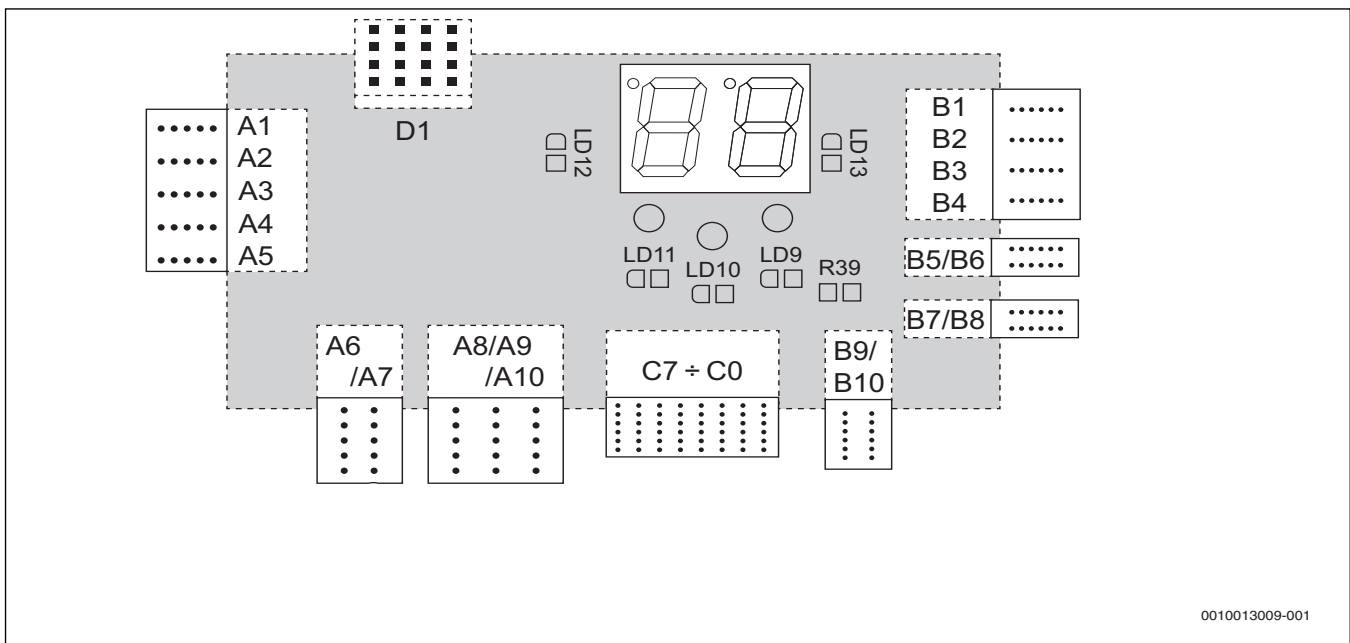 D1
A1
A2
A3
A4
A5
LD12
LD13
B1
B2
B3
B4
LD11
LD10
LD9
R39
B5/B6
B7/B8
A6
/A7
A8/A9
/A10
C7 ÷ C0
B9/
B10
0010013009-001